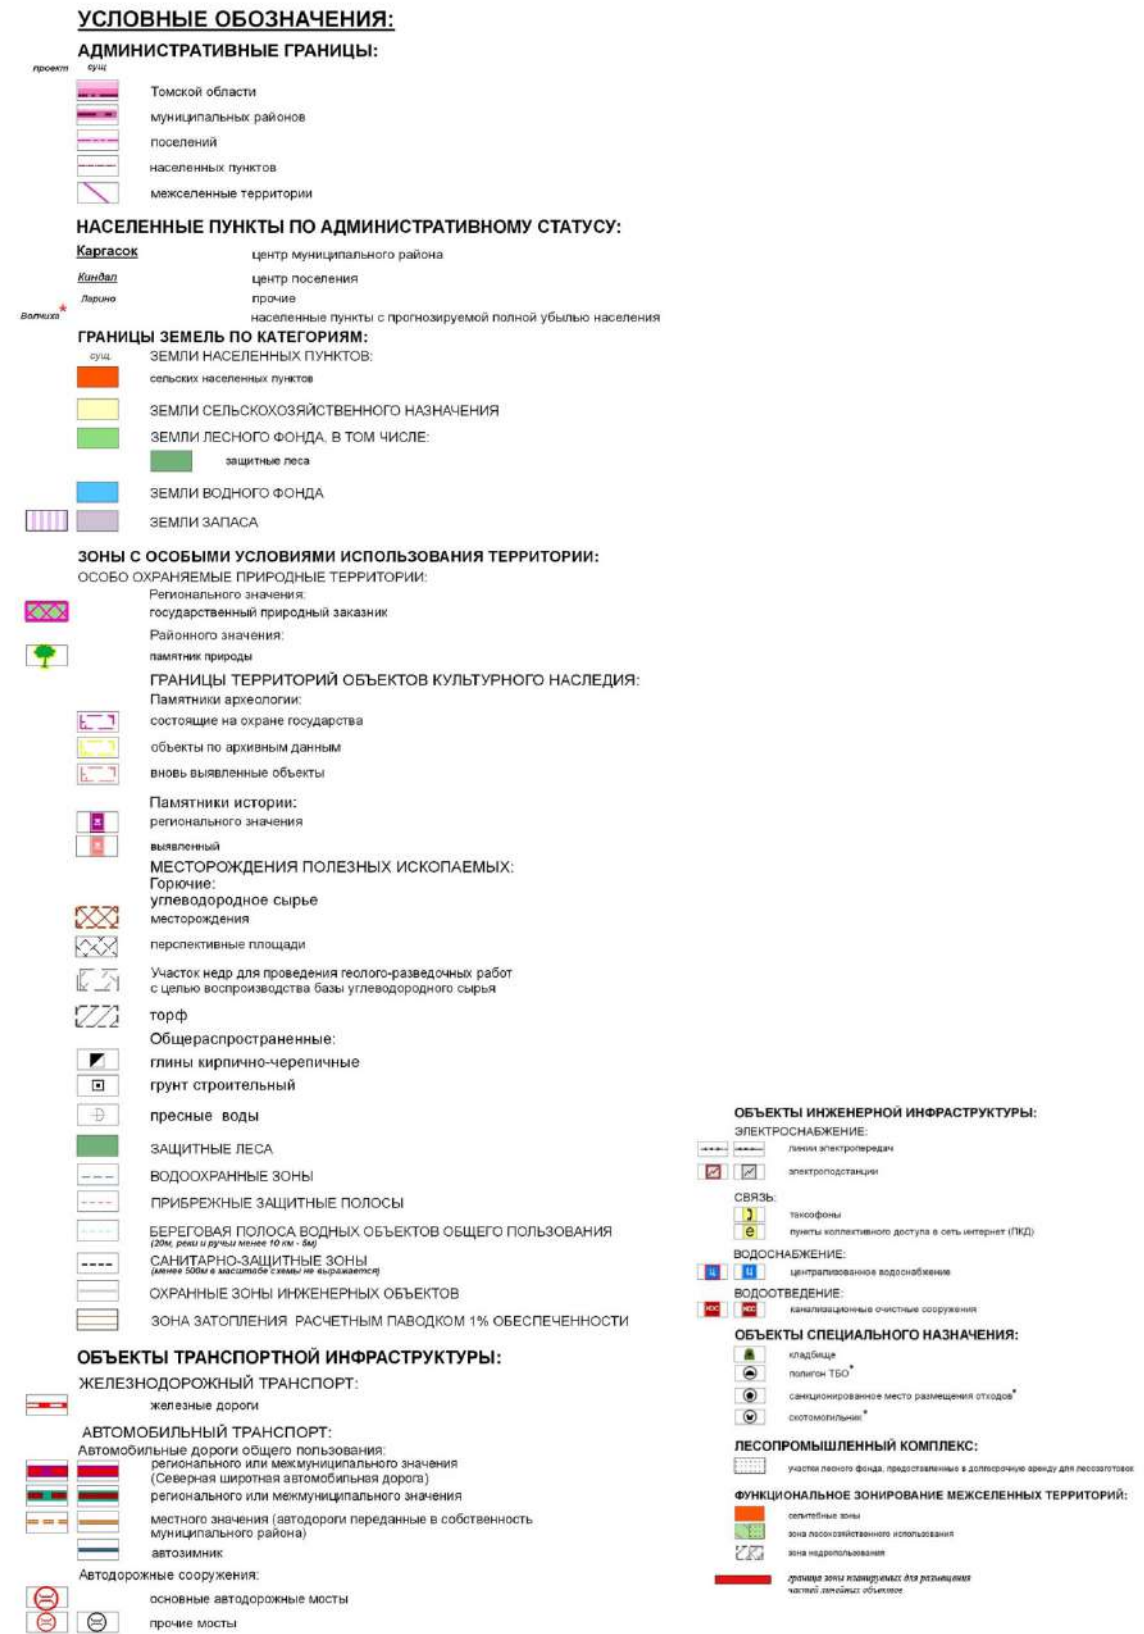 УСЛОВНЫЕ ОБОЗНАЧЕНИЯ:
АДМИНИСТРАТИВНЫЕ ГРАНИЦЫ:
проект сущ
Томской области
муниципальных районов
поселений
населенных пунктов
межселенные территории
НАСЕЛЕННЫЕ ПУНКТЫ ПО АДМИНИСТРАТИВНОМУ СТАТУСУ:
Каргасок центр муниципального района
Киндал центр поселения
Ларино прочие
Волчиха* населенные пункты с прогнозируемой полной убылью населения
ГРАНИЦЫ ЗЕМЕЛЬ ПО КАТЕГОРИЯМ:
сущ. ЗЕМЛИ НАСЕЛЕННЫХ ПУНКТОВ:
сельских населенных пунктов
ЗЕМЛИ СЕЛЬСКОХОЗЯЙСТВЕННОГО НАЗНАЧЕНИЯ
ЗЕМЛИ ЛЕСНОГО ФОНДА, В ТОМ ЧИСЛЕ:
защитные леса
ЗЕМЛИ ВОДНОГО ФОНДА
ЗЕМЛИ ЗАПАСА
ЗОНЫ С ОСОБЫМИ УСЛОВИЯМИ ИСПОЛЬЗОВАНИЯ ТЕРРИТОРИИ:
ОСОБО ОХРАНЯЕМЫЕ ПРИРОДНЫЕ ТЕРРИТОРИИ:
Регионального значения:
государственный природный заказник
Районного значения:
памятник природы
ГРАНИЦЫ ТЕРРИТОРИЙ ОБЪЕКТОВ КУЛЬТУРНОГО НАСЛЕДИЯ:
Памятники археологии:
состоящие на охране государства
объекты по архивным данным
вновь выявленные объекты
Памятники истории:
регионального значения
выявленный
МЕСТОРОЖДЕНИЯ ПОЛЕЗНЫХ ИСКОПАЕМЫХ:
Горючие:
углеводородное сырье
месторождения
перспективные площади
Участок недр для проведения геолого-разведочных работ
с целью воспроизводства базы углеводородного сырья
торф
Общераспространенные:
глины кирпично-черепичные
грунт строительный
пресные воды
ЗАЩИТНЫЕ ЛЕСА
ВОДООХРАННЫЕ ЗОНЫ
ПРИБРЕЖНЫЕ ЗАЩИТНЫЕ ПОЛОСЫ
БЕРЕГОВАЯ ПОЛОСА ВОДНЫХ ОБЪЕКТОВ ОБЩЕГО ПОЛЬЗОВАНИЯ
(20м, реки и ручьи менее 10 км - 5м)
САНИТАРНО-ЗАЩИТНЫЕ ЗОНЫ
(менее 500м в масштабе схемы не выражается)
ОХРАННЫЕ ЗОНЫ ИНЖЕНЕРНЫХ ОБЪЕКТОВ
ЗОНА ЗАТОПЛЕНИЯ РАСЧЕТНЫМ ПАВОДКОМ 1% ОБЕСПЕЧЕННОСТИ
ОБЪЕКТЫ ТРАНСПОРТНОЙ ИНФРАСТРУКТУРЫ:
ЖЕЛЕЗНОДОРОЖНЫЙ ТРАНСПОРТ:
железные дороги
АВТОМОБИЛЬНЫЙ ТРАНСПОРТ:
Автомобильные дороги общего пользования:
регионального или межмуниципального значения
(Северная широтная автомобильная дорога)
регионального или межмуниципального значения
местного значения (автодороги переданные в собственность
муниципального района)
автозимник
Автодорожные сооружения:
основные автодорожные мосты
прочие мосты
ОБЪЕКТЫ ИНЖЕНЕРНОЙ ИНФРАСТРУКТУРЫ:
ЭЛЕКТРОСНАБЖЕНИЕ:
линии электропередач
электроподстанции
СВЯЗЬ:
таксофоны
пункты коллективного доступа в сеть интернет (ПКД)
ВОДОСНАБЖЕНИЕ:
централизованное водоснабжение
ВОДООТВЕДЕНИЕ:
канализационные очистные сооружения
ОБЪЕКТЫ СПЕЦИАЛЬНОГО НАЗНАЧЕНИЯ:
кладбище
полигон ТБО*
санкционированное место размещения отходов*
скотомогильник*
ЛЕСОПРОМЫШЛЕННЫЙ КОМПЛЕКС:
участки лесного фонда, предоставленные в долгосрочную аренду для лесозаготовок
ФУНКЦИОНАЛЬНОЕ ЗОНИРОВАНИЕ МЕЖСЕЛЕННЫХ ТЕРРИТОРИЙ:
селитебные зоны
зона лесохозяйственного использования
зона недропользования
граница зоны планируемых для размещения
частей линейных объектов